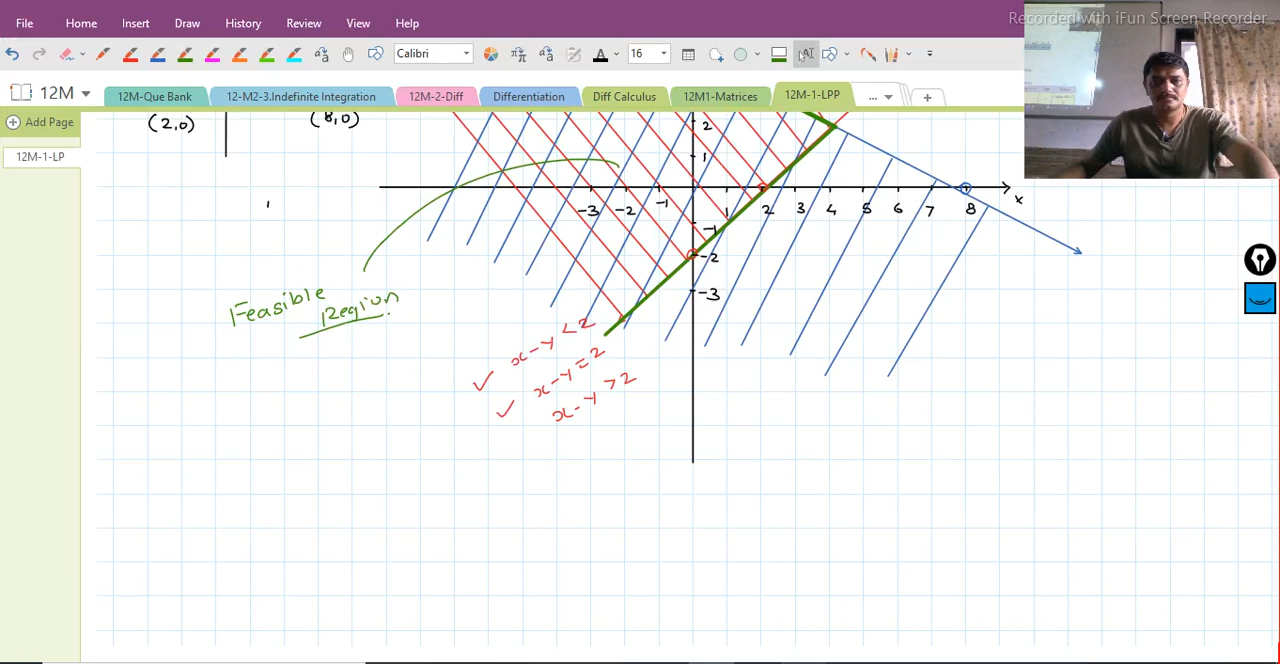 File Home Insert Draw History Review View Help
Recorded with iFun Screen Recorder
Calibri 16
12M 12M-Que Bank 12-M2-3.Indefinite Integration 12M-2-Diff Differentiation Diff Calculus 12M1-Matrices 12M-1-LPP ...
Add Page
12M-1-LP
(2,0) (8,0)
2
1
-3 -2 -1 2 3 4 5 6 7 8 x
-1
-2
-3
Feasible
Region
x-y < 2
x-y = 2
x-y > 2